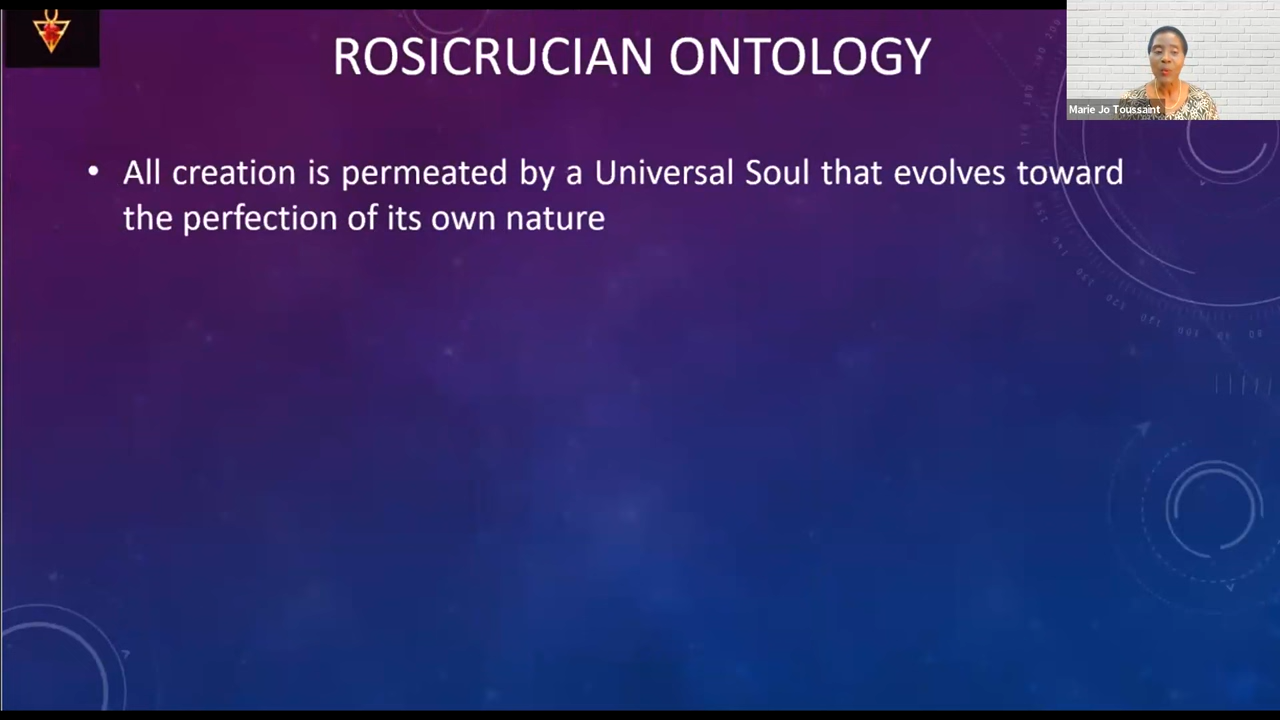 ROSICRUCIAN ONTOLOGY
Marie Jo Toussaint
• All creation is permeated by a Universal Soul that evolves toward
the perfection of its own nature